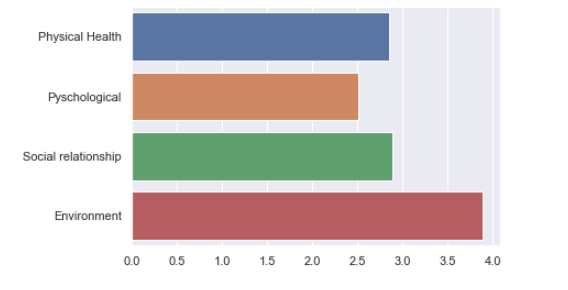 Physical Health
Pyschological
Social relationship
Environment
0.0 0.5 1.0 1.5 2.0 2.5 3.0 3.5 4.0